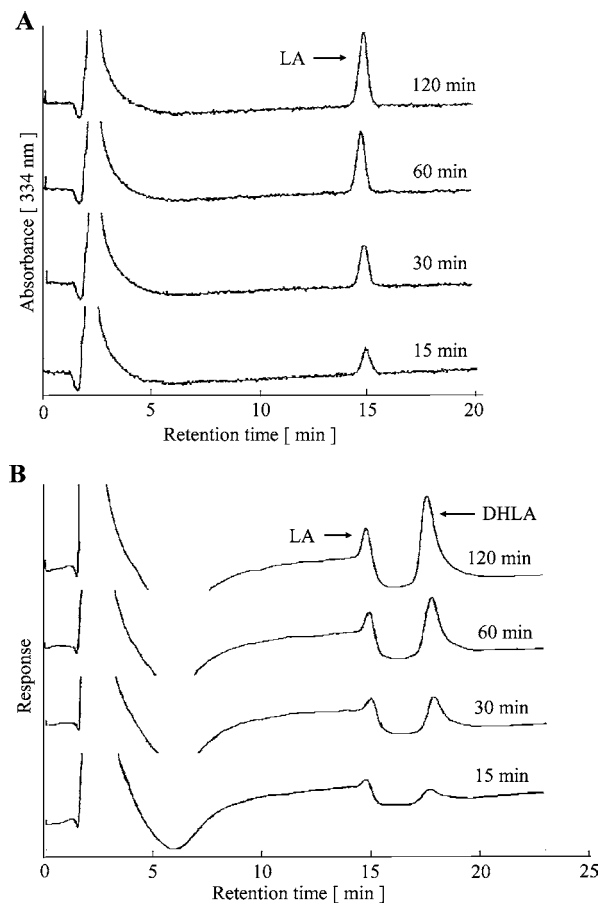 A
LA
120 min
60 min
30 min
15 min
Absorbance [ 334 nm ]
0 5 10 15 20
Retention time [ min ]
B
LA
DHLA
120 min
60 min
30 min
15 min
Response
0 5 10 15 20 25
Retention time [ min ]